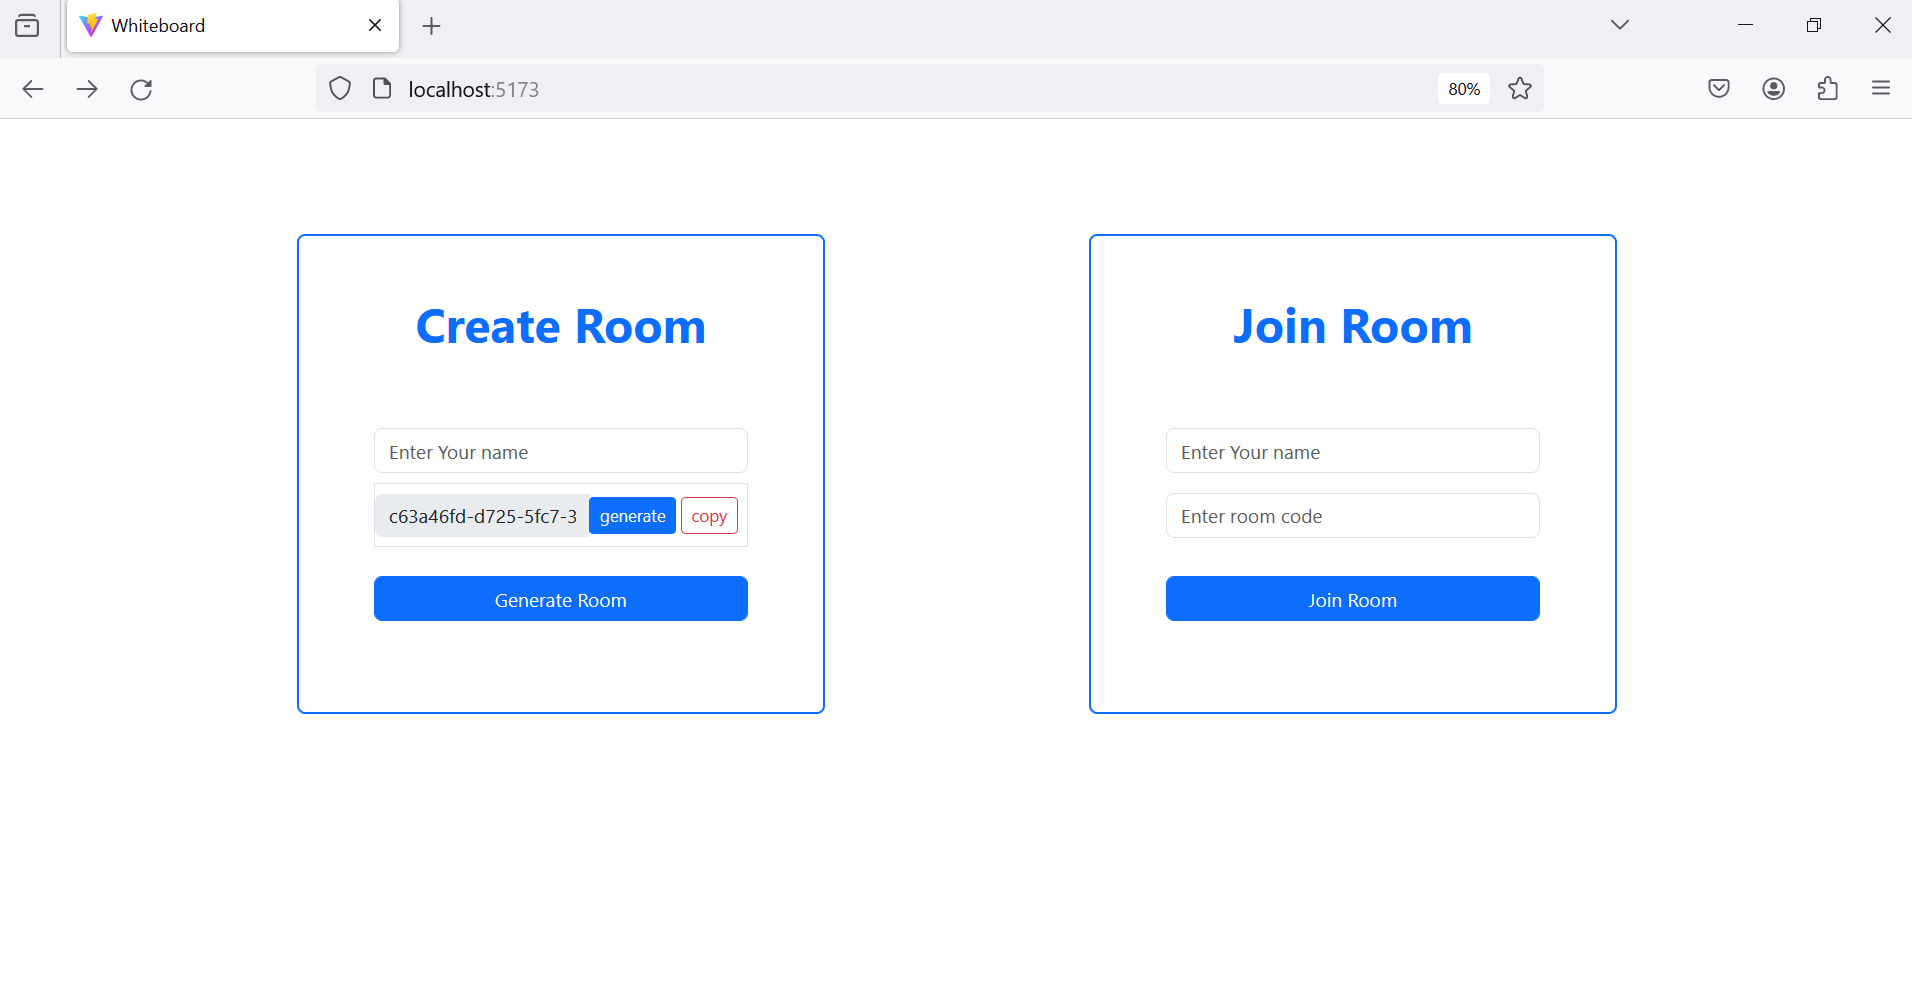 Whiteboard
localhost:5173
80%
Create Room
Enter Your name
c63a46fd-d725-5fc7-3
generate
copy
Generate Room
Join Room
Enter Your name
Enter room code
Join Room